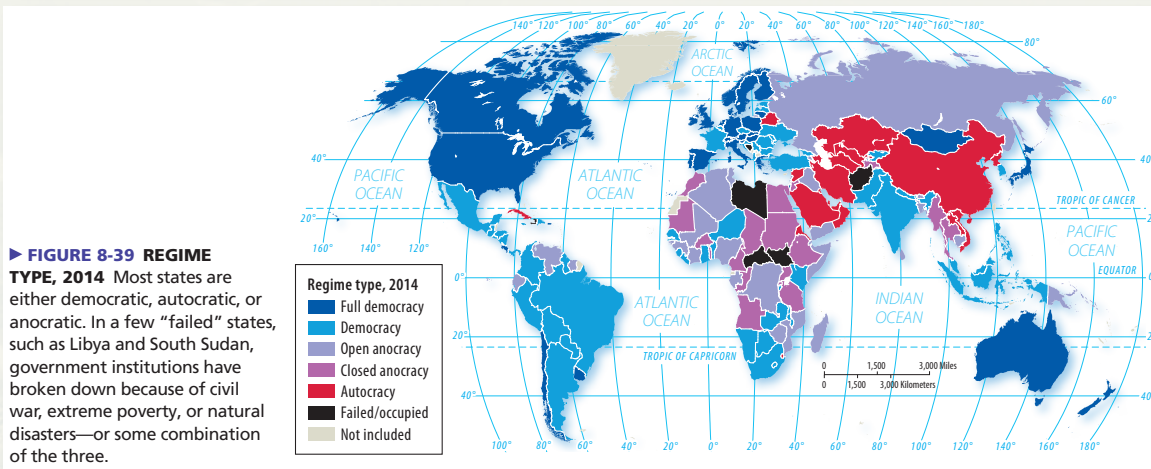 140° 120° 100° 80° 60° 40° 20° 0° 20° 40° 60° 80° 100° 120° 140° 160° 180°
80°
ARCTIC
OCEAN
60°
40°
40
PACIFIC
OCEAN
ATLANTIC
OCEAN
TROPIC OF CANCER
20°
2
PACIFIC
OCEAN
160° 140° 120°
EQUATOR
0°
0
ATLANTIC
OCEAN
INDIAN
OCEAN
20°
TROPIC OF CAPRICORN
2
0 1,500 3,000 Miles
0 1,500 3,000 Kilometers
40°
40
100° 80° 60° 40° 20° 0° 20° 40° 60° 80° 100° 120° 140° 160° 180°
▶ FIGURE 8-39 REGIME
TYPE, 2014 Most states are
either democratic, autocratic, or
anocratic. In a few “failed” states,
such as Libya and South Sudan,
government institutions have
broken down because of civil
war, extreme poverty, or natural
disasters—or some combination
of the three.
Regime type, 2014
Full democracy
Democracy
Open anocracy
Closed anocracy
Autocracy
Failed/occupied
Not included